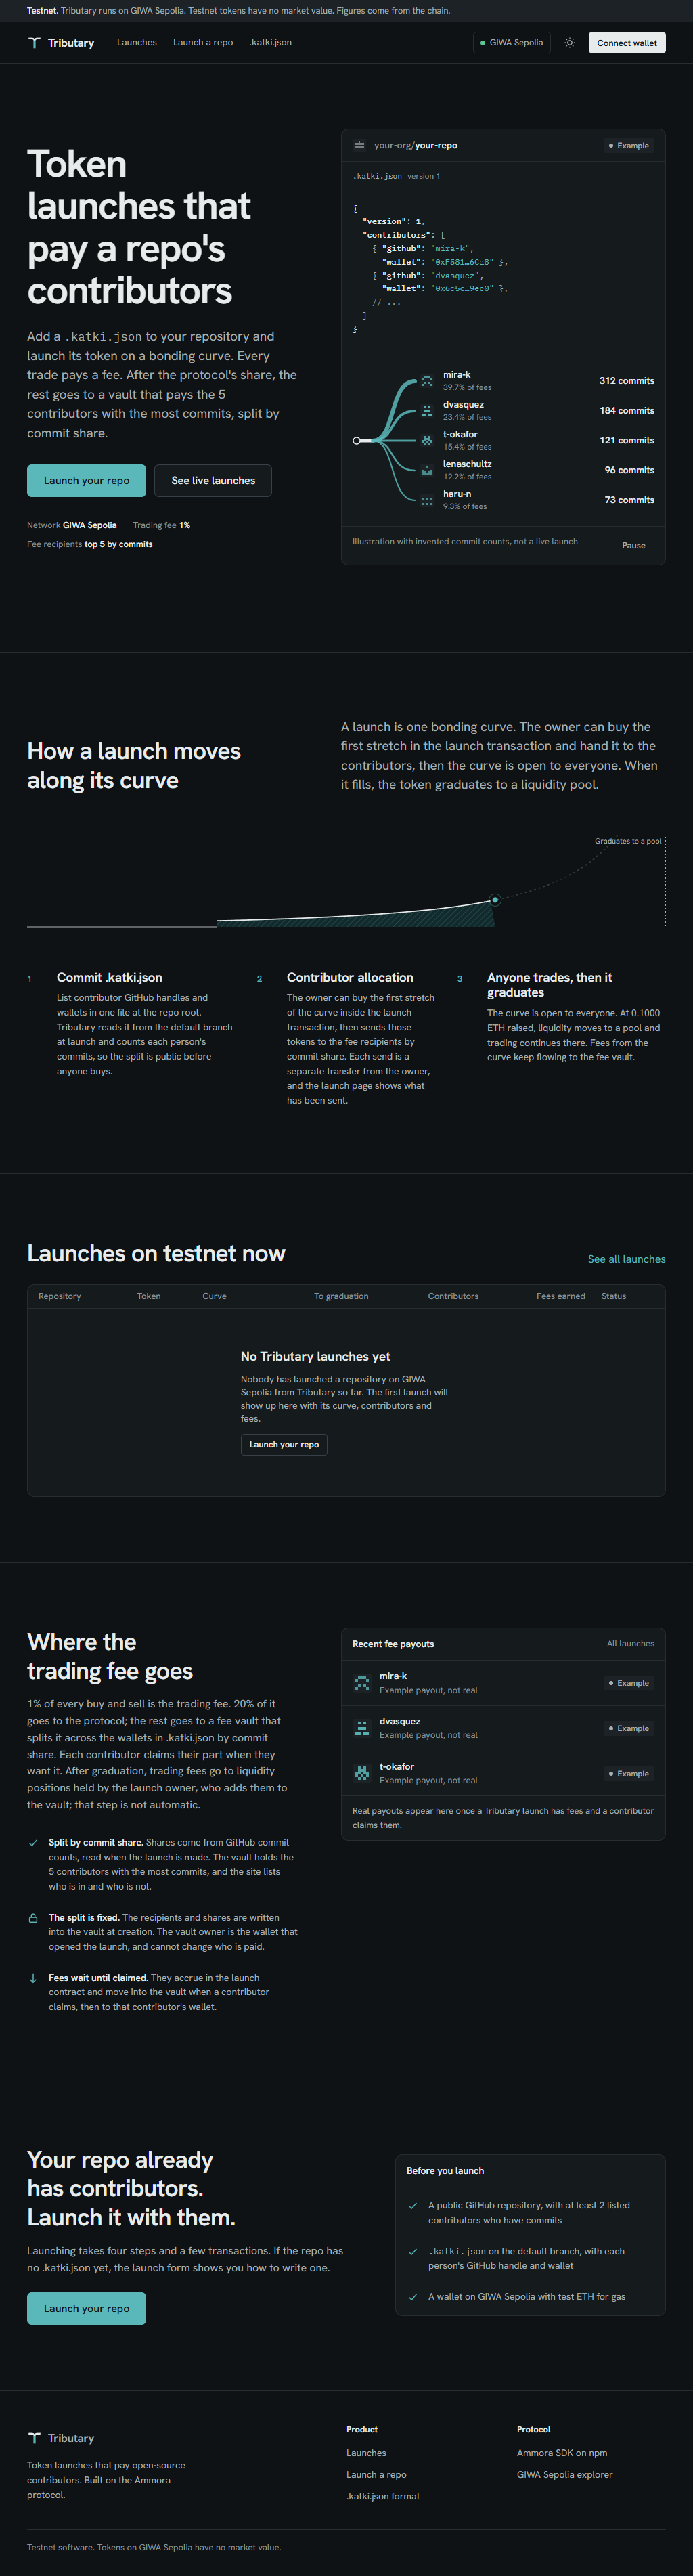 Testnet. Tributary runs on GIWA Sepolia. Testnet tokens have no market value. Figures come from the chain.
Tributary
Launches
Launch a repo
.katki.json
GIWA Sepolia
Connect wallet
Token
launches that
pay a repo's
contributors
Add a .katki.json to your repository and
launch its token on a bonding curve. Every
trade pays a fee. After the protocol's share, the
rest goes to a vault that pays the 5
contributors with the most commits, split by
commit share.
Launch your repo
See live launches
Network GIWA Sepolia
Trading fee 1%
Fee recipients top 5 by commits
your-org/your-repo
Example
.katki.json version 1
{
"version": 1,
"contributors": [
{ "github": "mira-k",
"wallet": "0xF581…6Ca8" },
{ "github": "dvasquez",
"wallet": "0x6c5c…9ec0" },
// ...
]
}
mira-k
39.7% of fees
312 commits
dvasquez
23.4% of fees
184 commits
t-okafor
15.4% of fees
121 commits
lenaschultz
12.2% of fees
96 commits
haru-n
9.3% of fees
73 commits
Illustration with invented commit counts, not a live launch
Pause
How a launch moves
along its curve
A launch is one bonding curve. The owner can buy the
first stretch in the launch transaction and hand it to the
contributors, then the curve is open to everyone. When
it fills, the token graduates to a liquidity pool.
Graduates to a pool
1
Commit .katki.json
List contributor GitHub handles and
wallets in one file at the repo root.
Tributary reads it from the default branch
at launch and counts each person's
commits, so the split is public before
anyone buys.
2
Contributor allocation
The owner can buy the first stretch
of the curve inside the launch
transaction, then sends those
tokens to the fee recipients by
commit share. Each send is a
separate transfer from the owner,
and the launch page shows what
has been sent.
3
Anyone trades, then it
graduates
The curve is open to everyone. At 0.1000
ETH raised, liquidity moves to a pool and
trading continues there. Fees from the
curve keep flowing to the fee vault.
Launches on testnet now
See all launches
Repository
Token
Curve
To graduation
Contributors
Fees earned
Status
No Tributary launches yet
Nobody has launched a repository on GIWA
Sepolia from Tributary so far. The first launch will
show up here with its curve, contributors and
fees.
Launch your repo
Where the
trading fee goes
1% of every buy and sell is the trading fee. 20% of it
goes to the protocol; the rest goes to a fee vault that
splits it across the wallets in .katki.json by commit
share. Each contributor claims their part when they
want it. After graduation, trading fees go to liquidity
positions held by the launch owner, who adds them to
the vault; that step is not automatic.
Split by commit share. Shares come from GitHub commit
counts, read when the launch is made. The vault holds the
5 contributors with the most commits, and the site lists
who is in and who is not.
The split is fixed. The recipients and shares are written
into the vault at creation. The vault owner is the wallet that
opened the launch, and cannot change who is paid.
Fees wait until claimed. They accrue in the launch
contract and move into the vault when a contributor
claims, then to that contributor's wallet.
Recent fee payouts
All launches
mira-k
Example payout, not real
Example
dvasquez
Example payout, not real
Example
t-okafor
Example payout, not real
Example
Real payouts appear here once a Tributary launch has fees and a contributor
claims them.
Your repo already
has contributors.
Launch it with them.
Launching takes four steps and a few transactions. If the repo has
no .katki.json yet, the launch form shows you how to write one.
Launch your repo
Before you launch
A public GitHub repository, with at least 2 listed
contributors who have commits
.katki.json on the default branch, with each
person's GitHub handle and wallet
A wallet on GIWA Sepolia with test ETH for gas
Tributary
Token launches that pay open-source
contributors. Built on the Ammora
protocol.
Product
Launches
Launch a repo
.katki.json format
Protocol
Ammora SDK on npm
GIWA Sepolia explorer
Testnet software. Tokens on GIWA Sepolia have no market value.